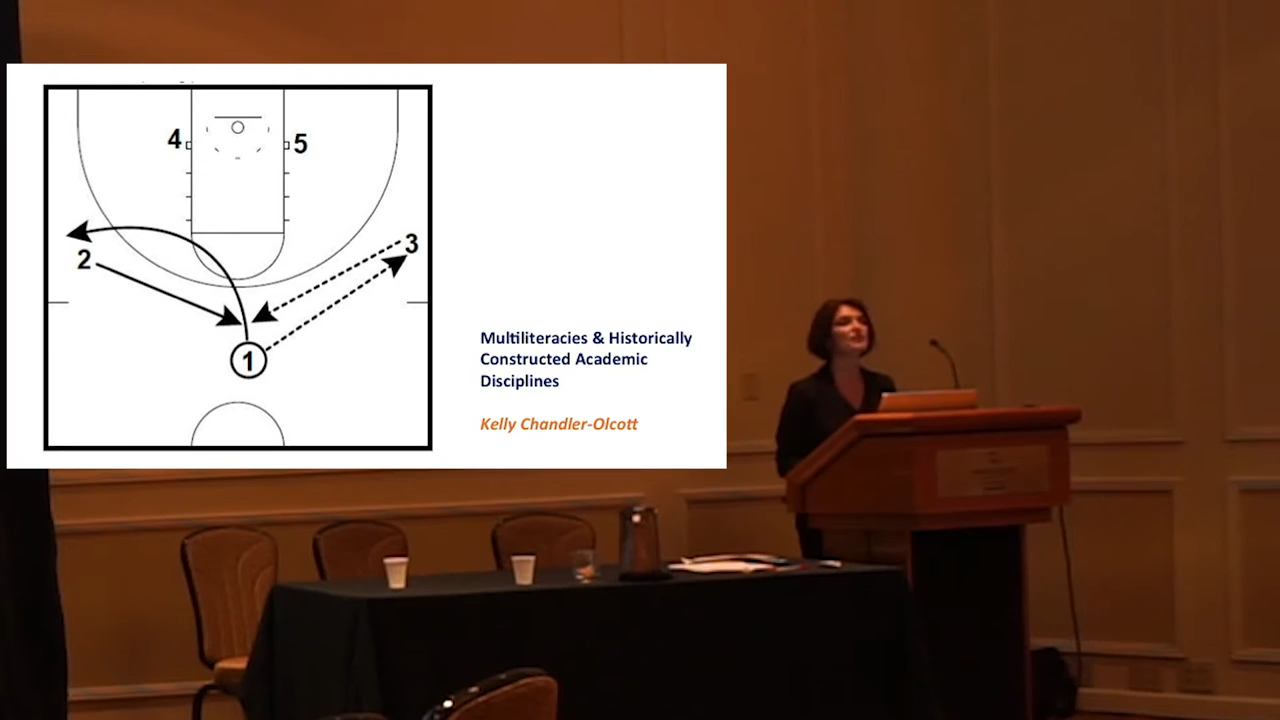 4
5
2
3
1
Multiliteracies & Historically
Constructed Academic
Disciplines
Kelly Chandler-Olcott